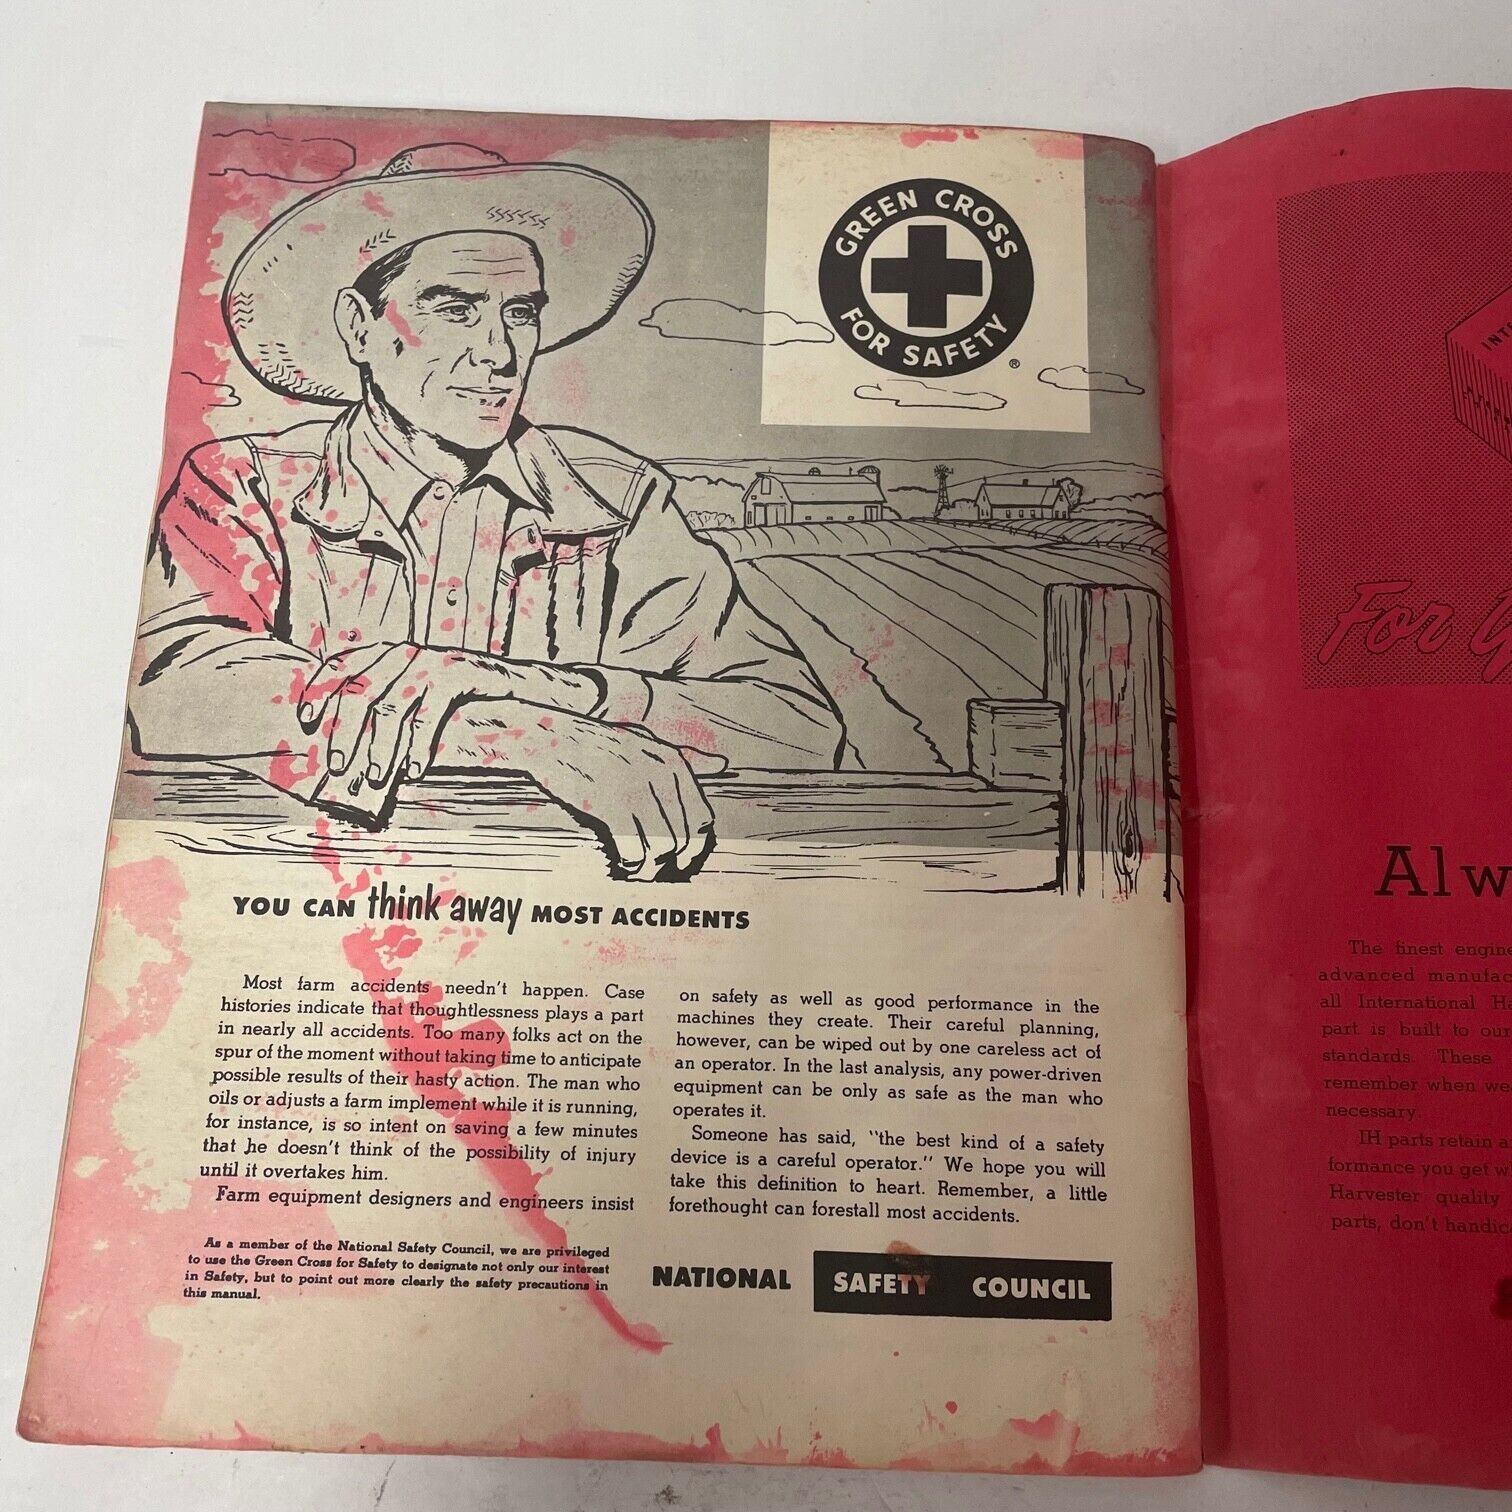 GREEN CROSS
FOR SAFETY
®
YOU CAN think away MOST ACCIDENTS
Most farm accidents needn't happen. Case
histories indicate that thoughtlessness plays a part
in nearly all accidents. Too many folks act on the
spur of the moment without taking time to anticipate
possible results of their hasty action. The man who
oils or adjusts a farm implement while it is running,
for instance, is so intent on saving a few minutes
that he doesn't think of the possibility of injury
until it overtakes him.
Farm equipment designers and engineers insist
on safety as well as good performance in the
machines they create. Their careful planning,
however, can be wiped out by one careless act of
an operator. In the last analysis, any power-driven
equipment can be only as safe as the man who
operates it.
Someone has said, "the best kind of a safety
device is a careful operator." We hope you will
take this definition to heart. Remember, a little
forethought can forestall most accidents.
As a member of the National Safety Council, we are privileged
to use the Green Cross for Safety to designate not only our interest
in Safety, but to point out more clearly the safety precautions in
this manual.
NATIONAL SAFETY COUNCIL
For
Alw
The finest engine
advanced manufac
all International Ha
part is built to our
standards. These
remember when we
necessary.
IH parts retain a
formance you get w
Harvester quality
parts, don't handic